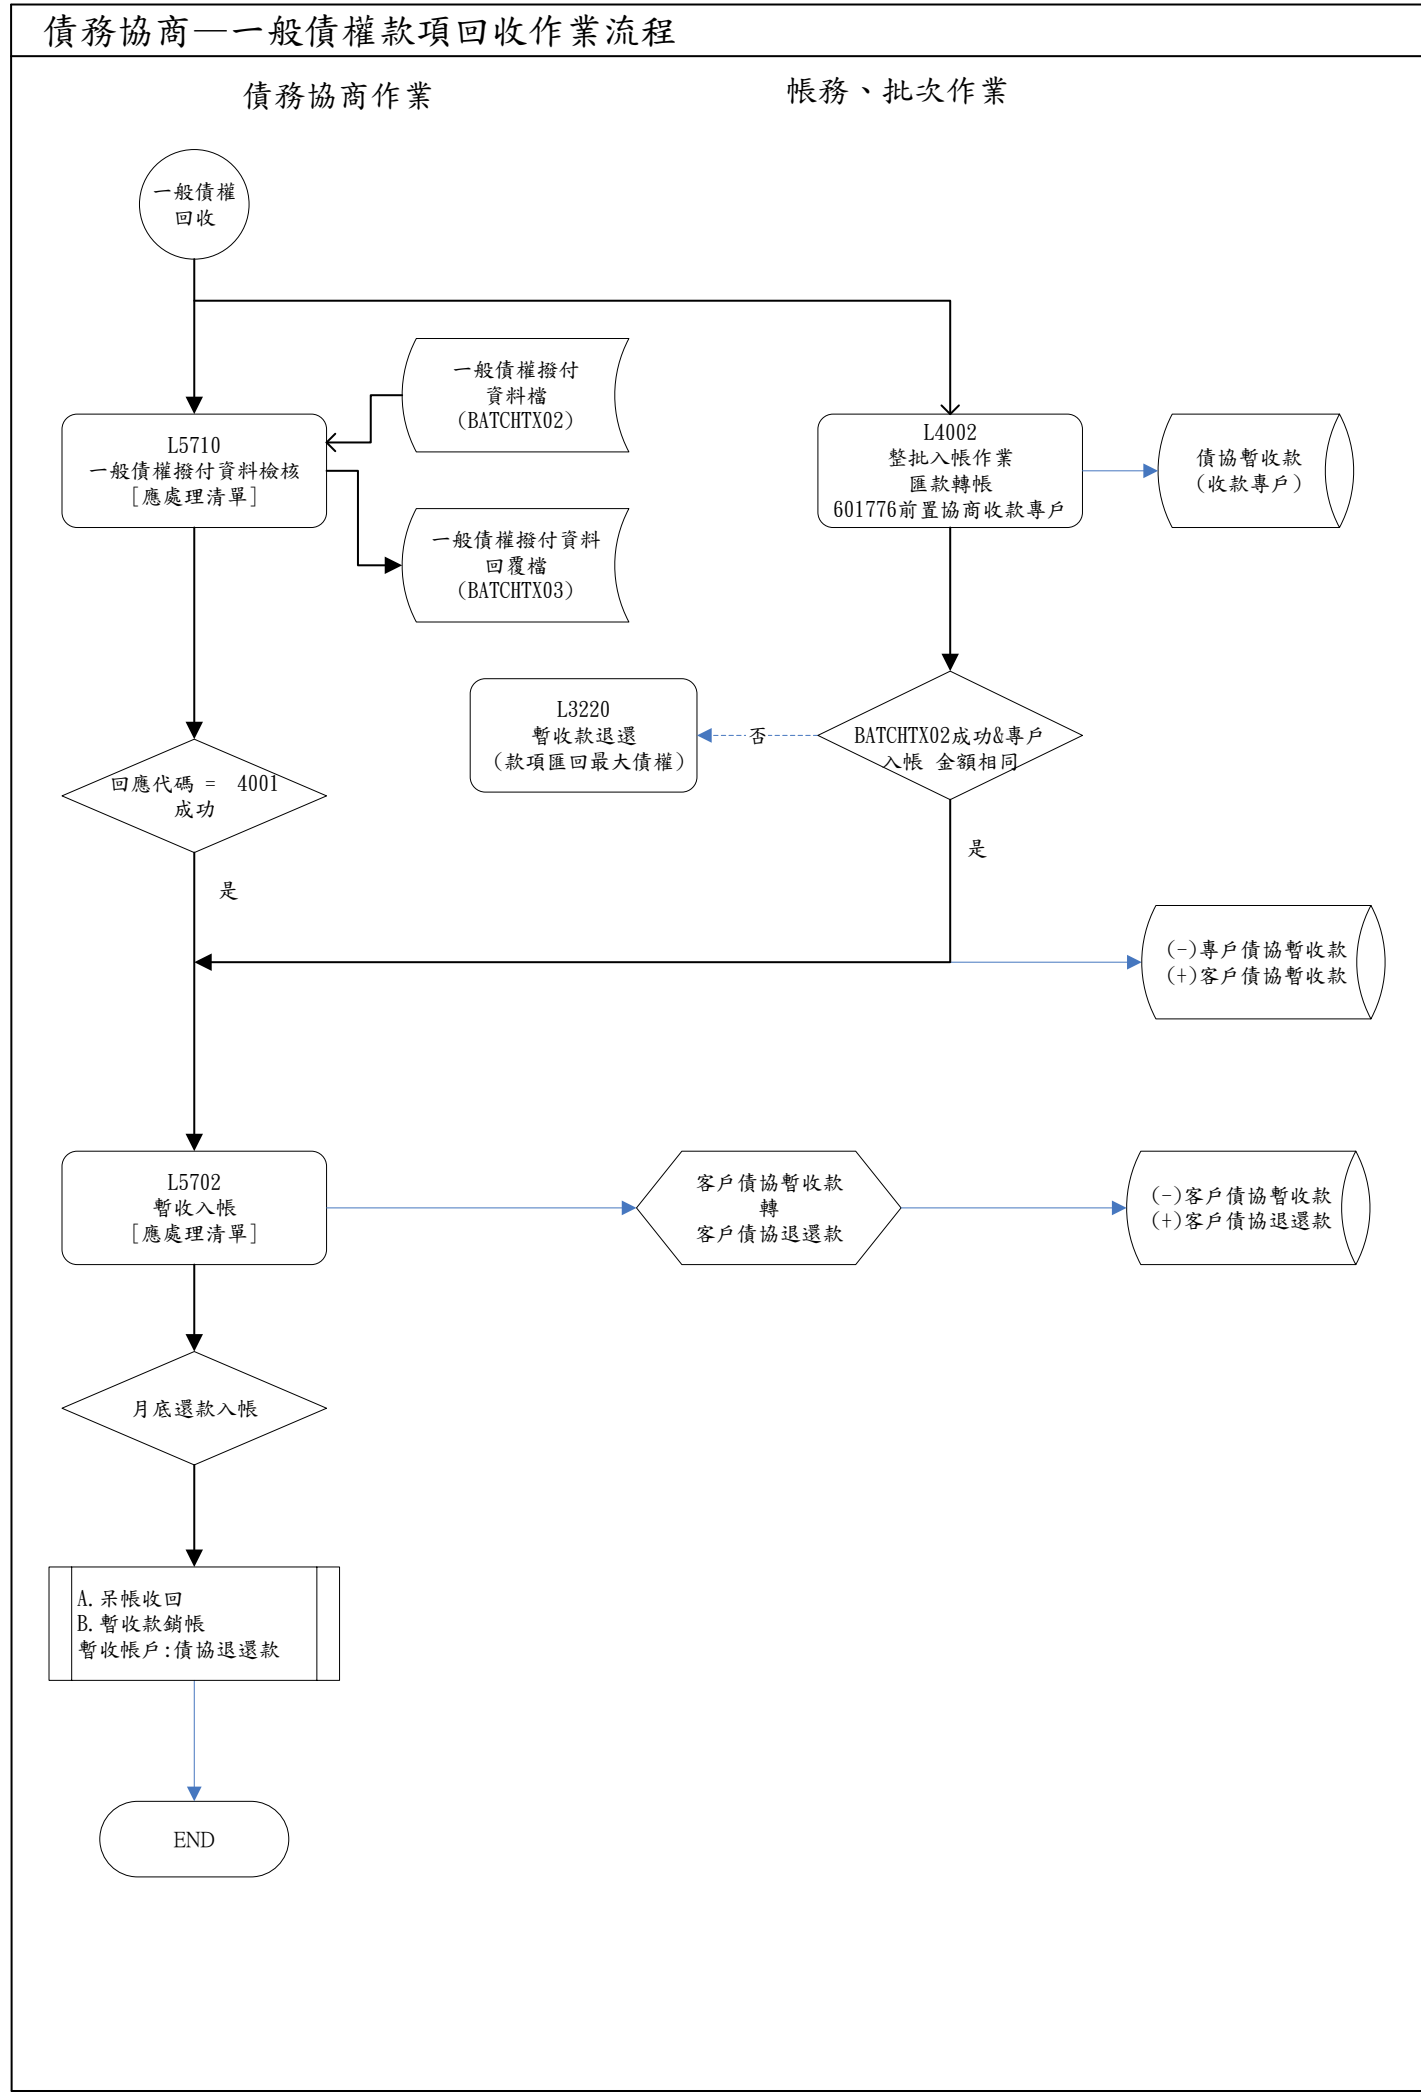 債務協商—一般債權款項回收作業流程
債務協商作業
帳務、批次作業
一般債權
回收
一般債權撥付
資料檔
(BATCHTX02)
L5710
一般債權撥付資料檢核
[應處理清單]
L4002
整批入帳作業
匯款轉帳
601776前置協商收款專戶
債協暫收款
(收款專戶)
一般債權撥付資料
回覆檔
(BATCHTX03)
L3220
暫收款退還
(款項匯回最大債權)
否
BATCHTX02成功&專戶
入帳 金額相同
回應代碼 = 4001
成功
是
是
(-)專戶債協暫收款
(+)客戶債協暫收款
L5702
暫收入帳
[應處理清單]
客戶債協暫收款
轉
客戶債協退還款
(-)客戶債協暫收款
(+)客戶債協退還款
月底還款入帳
A.呆帳收回
B.暫收款銷帳
暫收帳戶:債協退還款
END